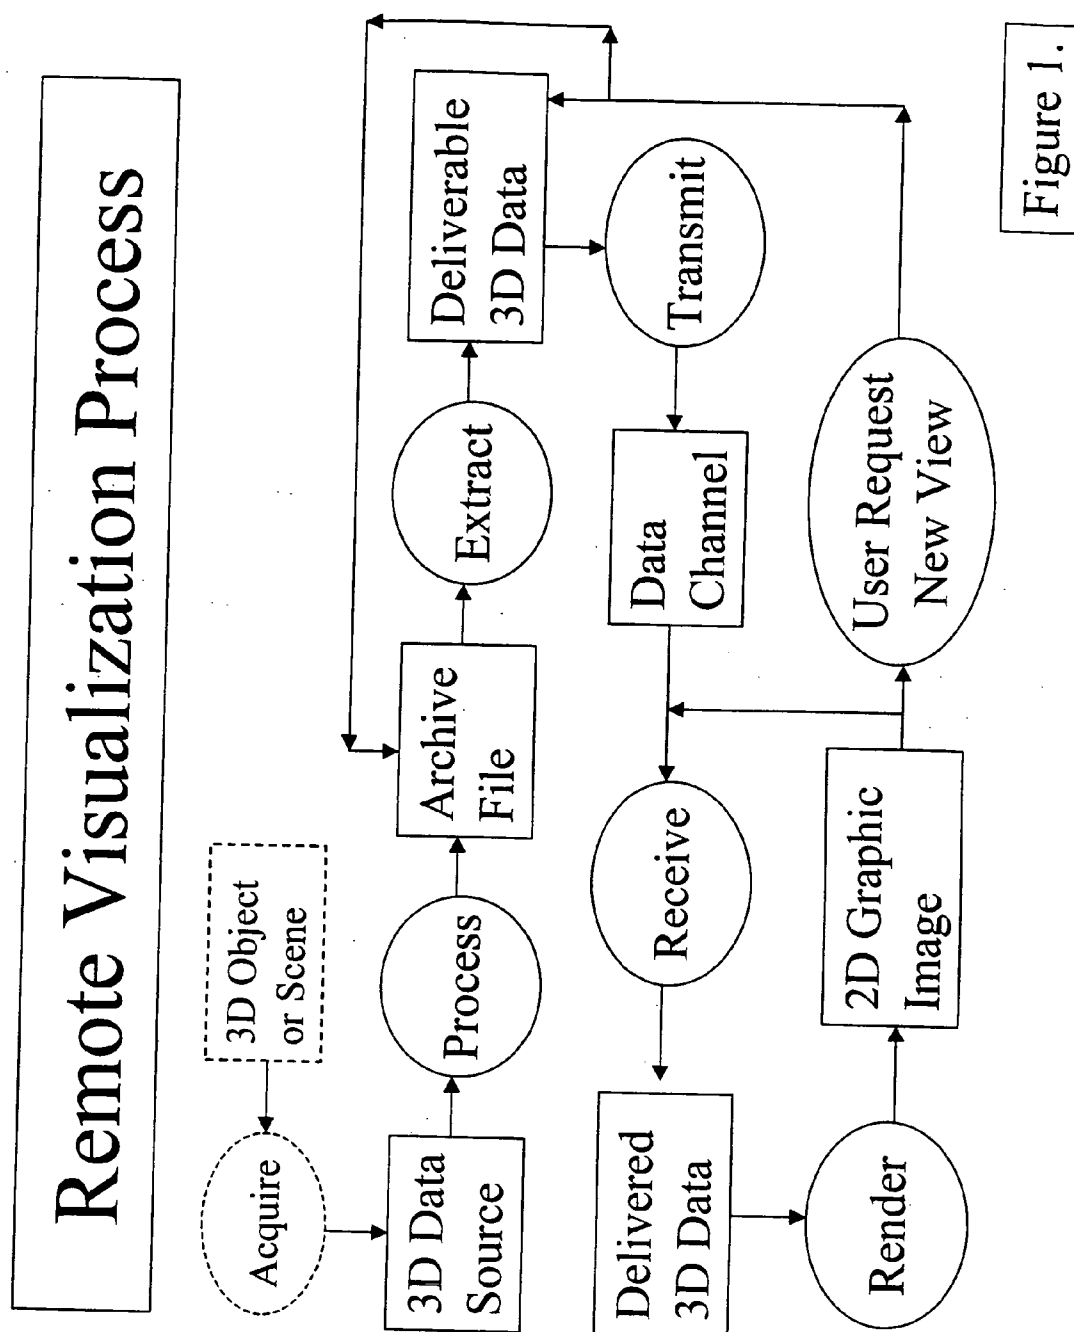 Remote Visualization Process
3D Object
or Scene
Acquire
3D Data
Source
Process
Archive
File
Extract
Deliverable
3D Data
Transmit
Data
Channel
Receive
Delivered
3D Data
Render
2D Graphic
Image
User Request
New View
Figure 1.